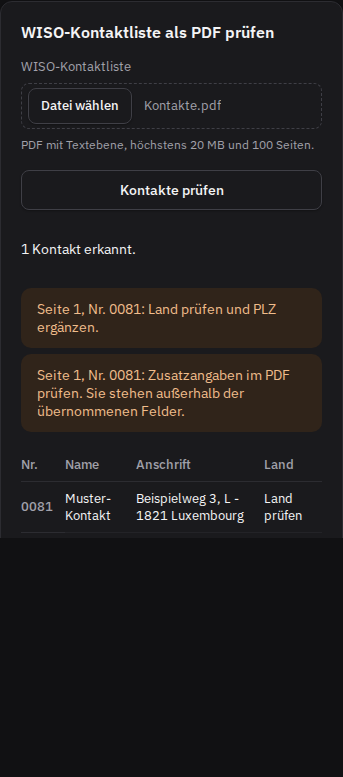 WISO-Kontaktliste als PDF prüfen
WISO-Kontaktliste
Datei wählen Kontakte.pdf
PDF mit Textebene, höchstens 20 MB und 100 Seiten.
Kontakte prüfen
1 Kontakt erkannt.
Seite 1, Nr. 0081: Land prüfen und PLZ
ergänzen.
Seite 1, Nr. 0081: Zusatzangaben im PDF
prüfen. Sie stehen außerhalb der
übernommenen Felder.
Nr. Name Anschrift Land
0081 Muster- Beispielweg 3, L - Land
Kontakt 1821 Luxembourg prüfen